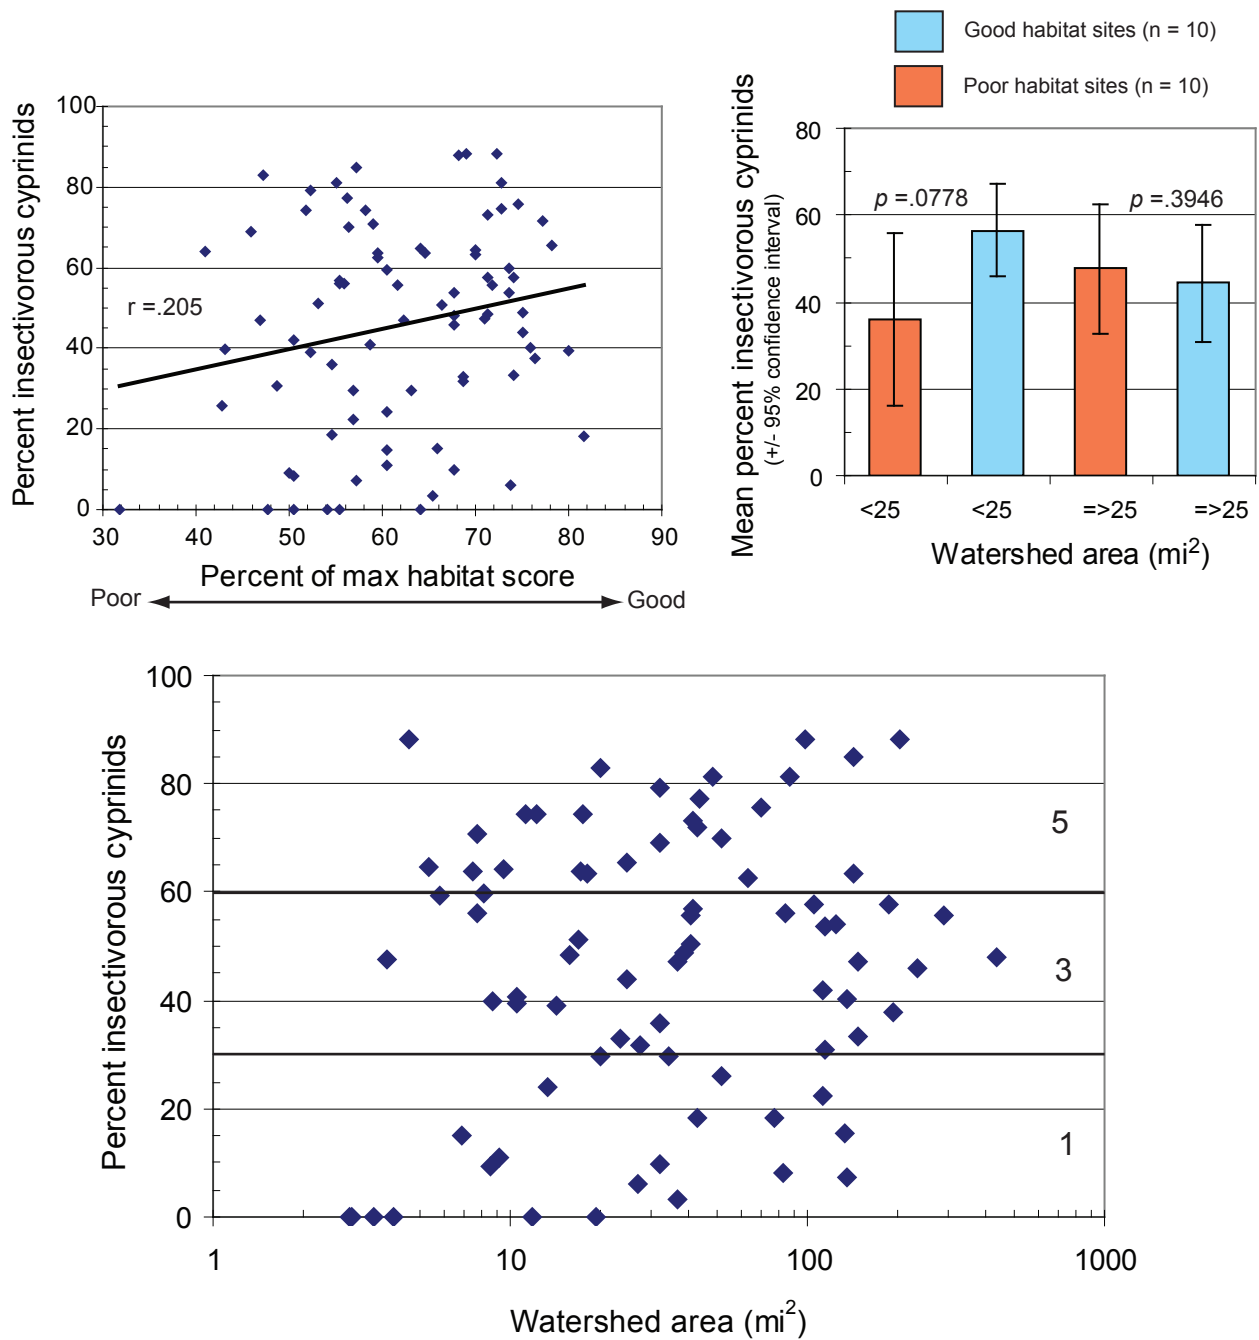 Good habitat sites (n = 10)
Poor habitat sites (n = 10)
Percent insectivorous cyprinids
100
80
60
40
20
0
r =.205
30 40 50 60 70 80 90
Percent of max habitat score
Poor Good
Mean percent insectivorous cyprinids
(+/- 95% confidence interval)
80
60
40
20
0
p =.0778 p =.3946
<25 <25 =>25 =>25
Watershed area (mi²)
Percent insectivorous cyprinids
100
80
60
40
20
0
5
3
1
1 10 100 1000
Watershed area (mi²)